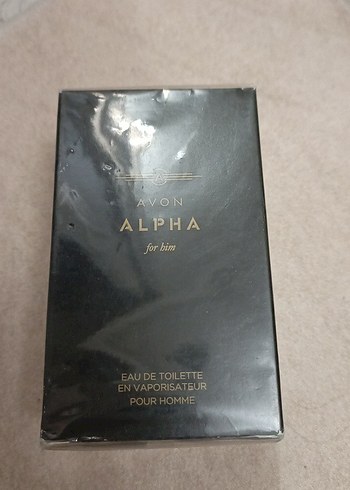 AVON
ALPHA
for him
EAU DE TOILETTE
EN VAPORISATEUR
POUR HOMME